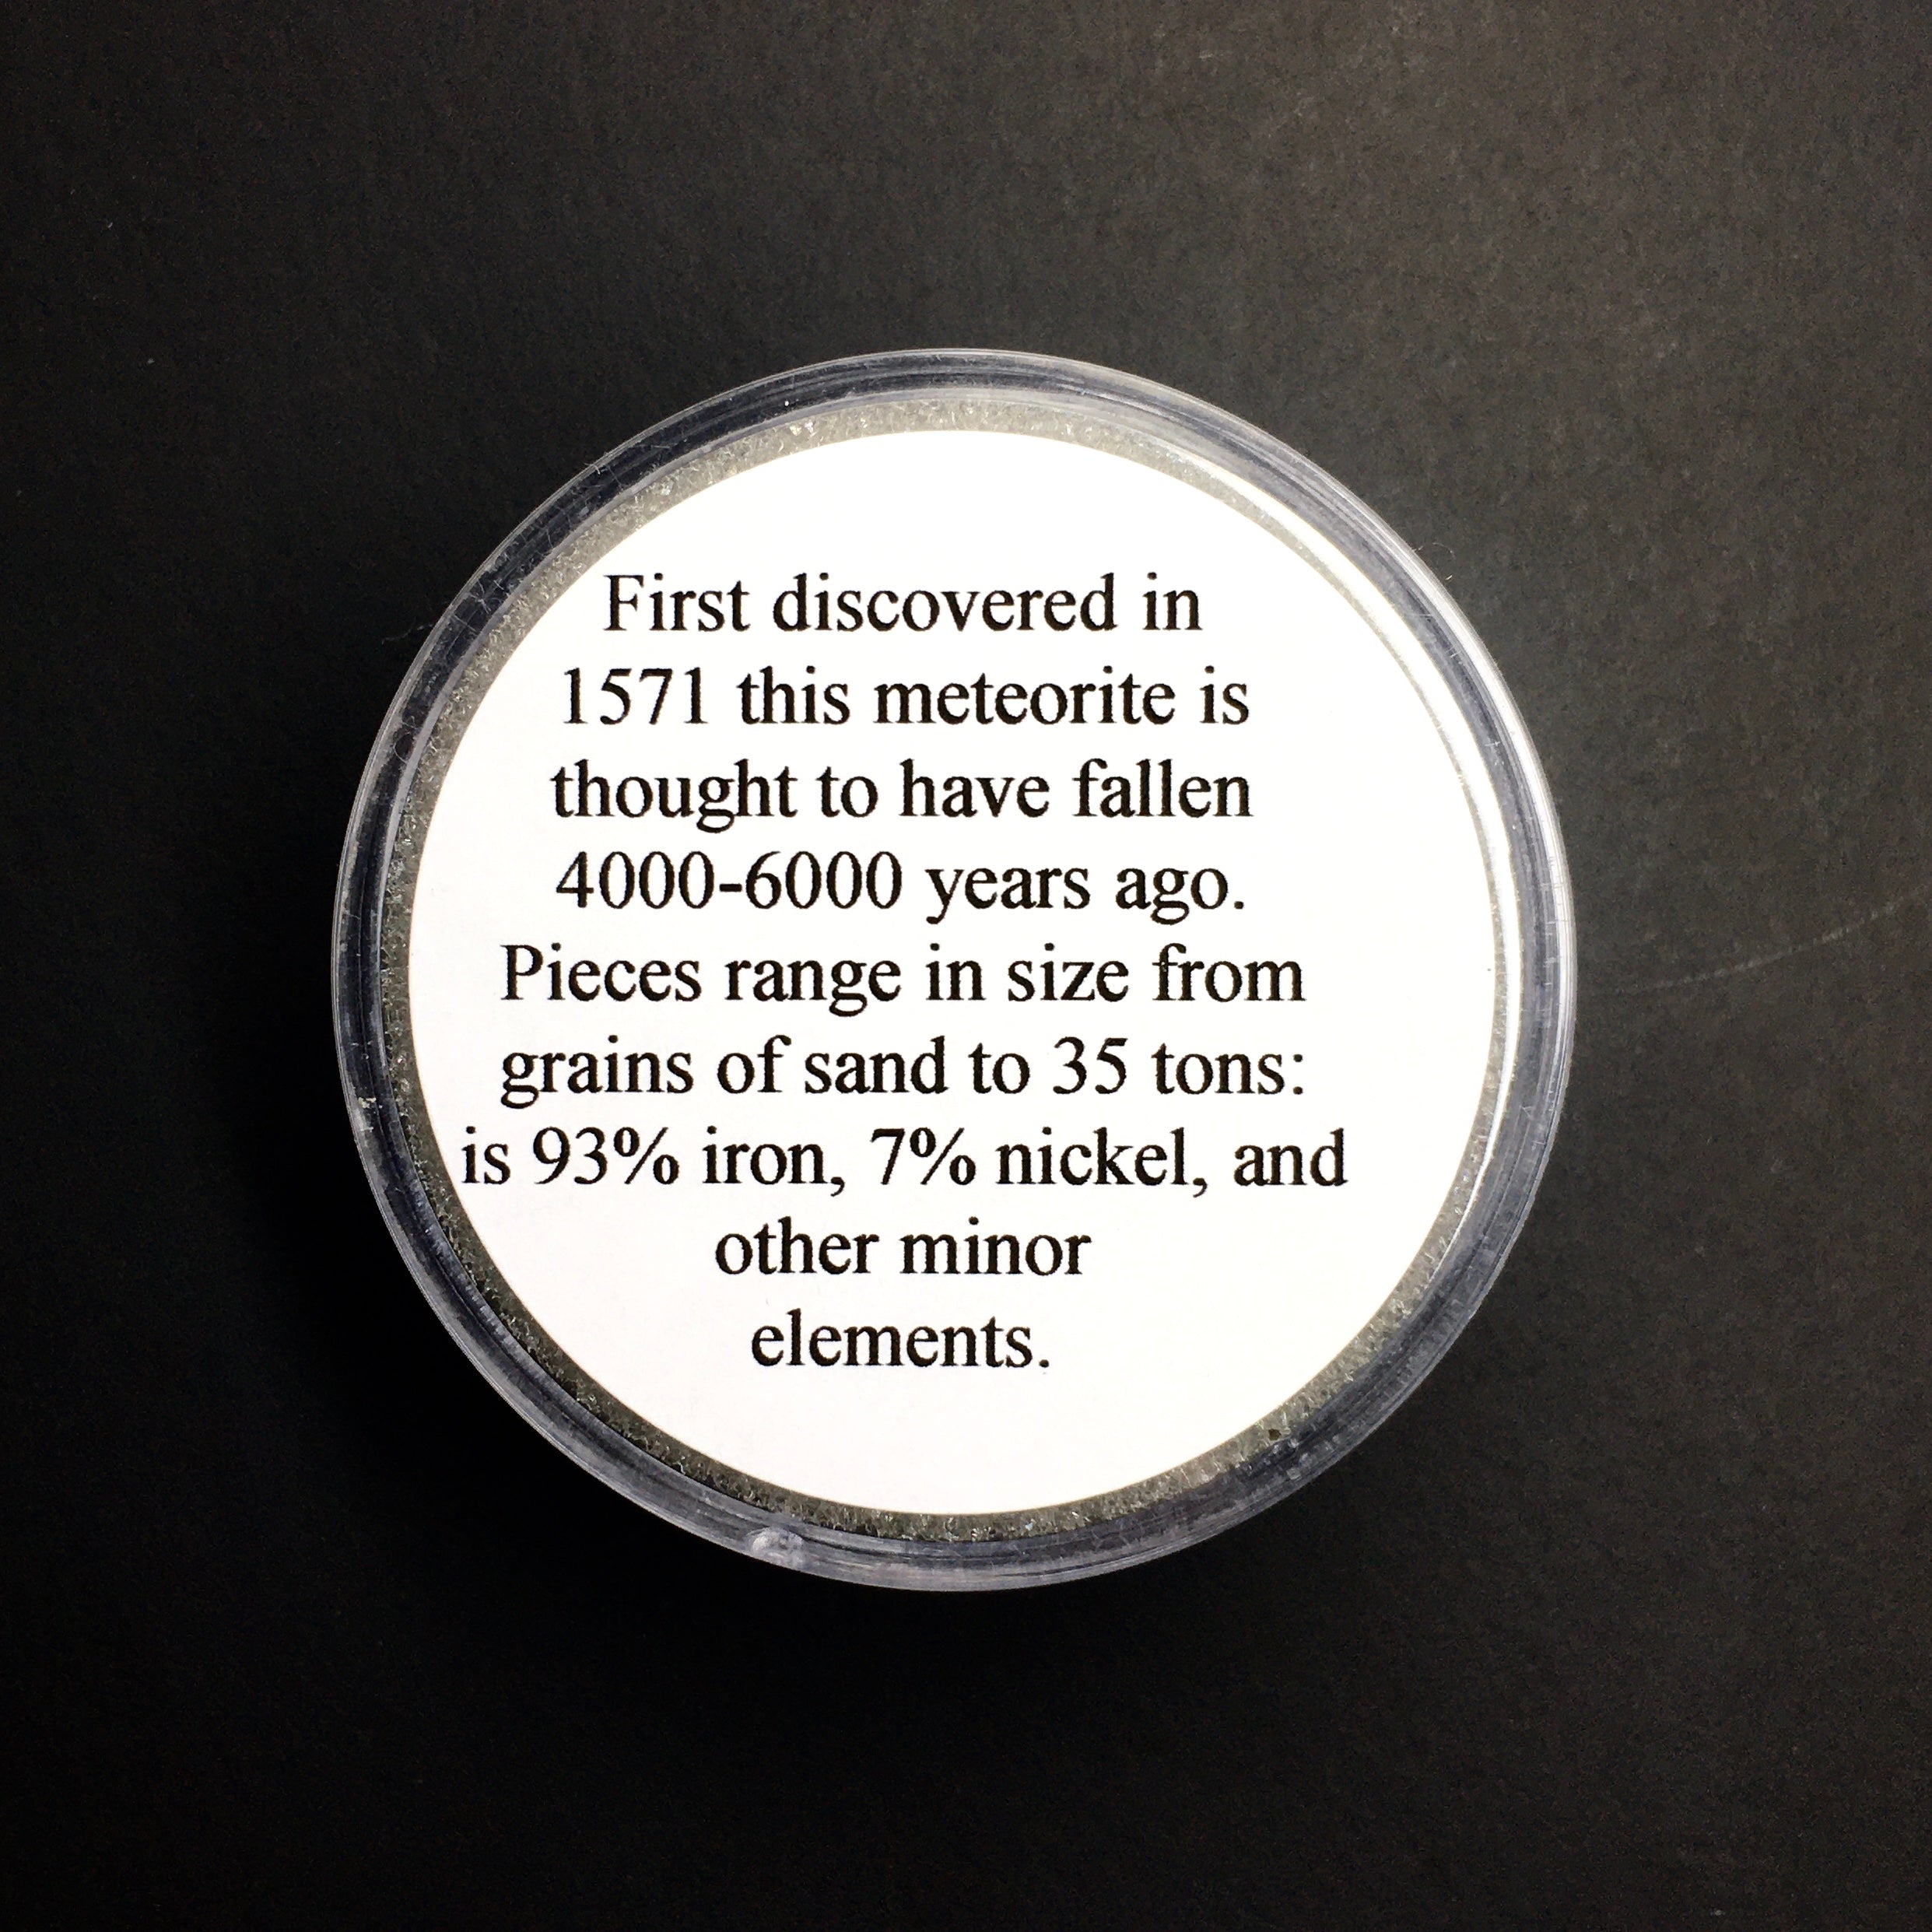 First discovered in
1571 this meteorite is
thought to have fallen
4000-6000 years ago.
Pieces range in size from
grains of sand to 35 tons:
is 93% iron, 7% nickel, and
other minor
elements.